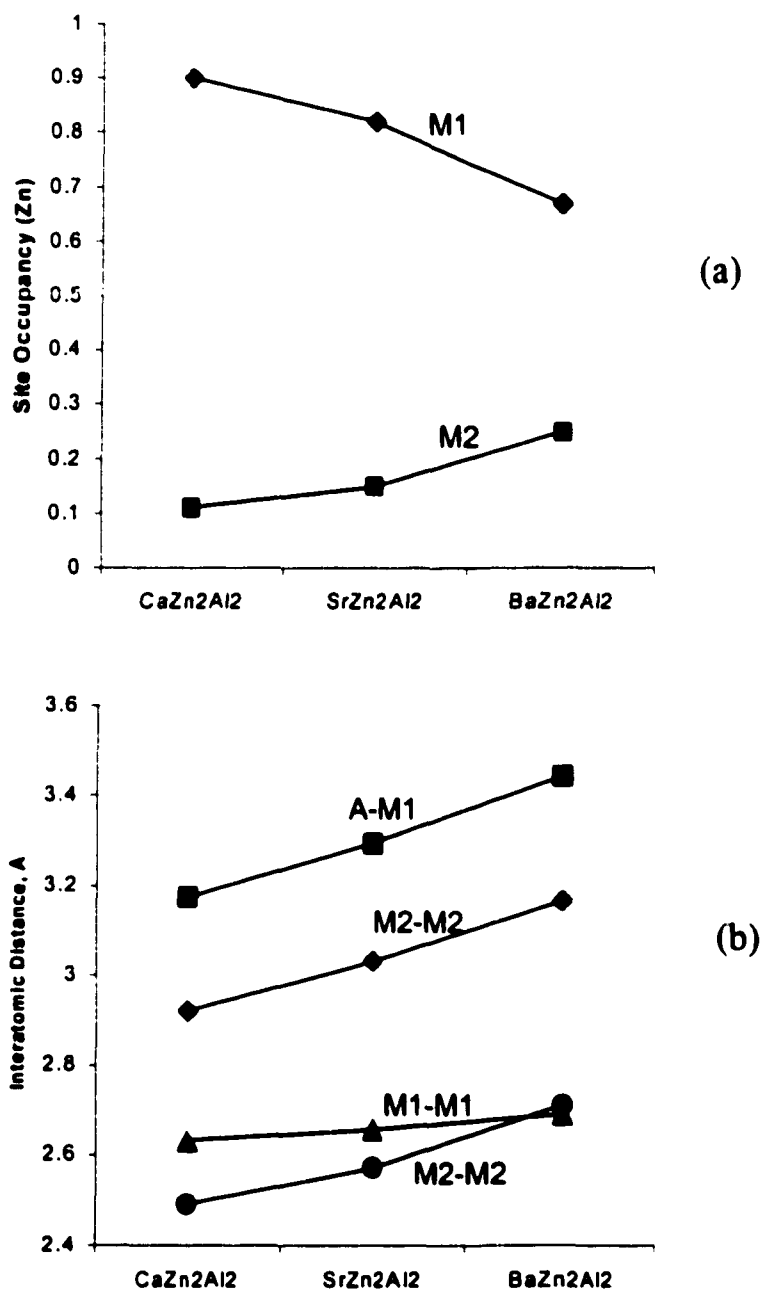 1
0.9
0.8
0.7
0.6
0.5
0.4
0.3
0.2
0.1
0
Site Occupancy (Zn)
M1
M2
(a)
CaZn2Al2 SrZn2Al2 BaZn2Al2
3.6
3.4
3.2
3
2.8
2.6
2.4
Interatomic Distance, A
A-M1
M2-M2
M1-M1
M2-M2
(b)
CaZn2Al2 SrZn2Al2 BaZn2Al2